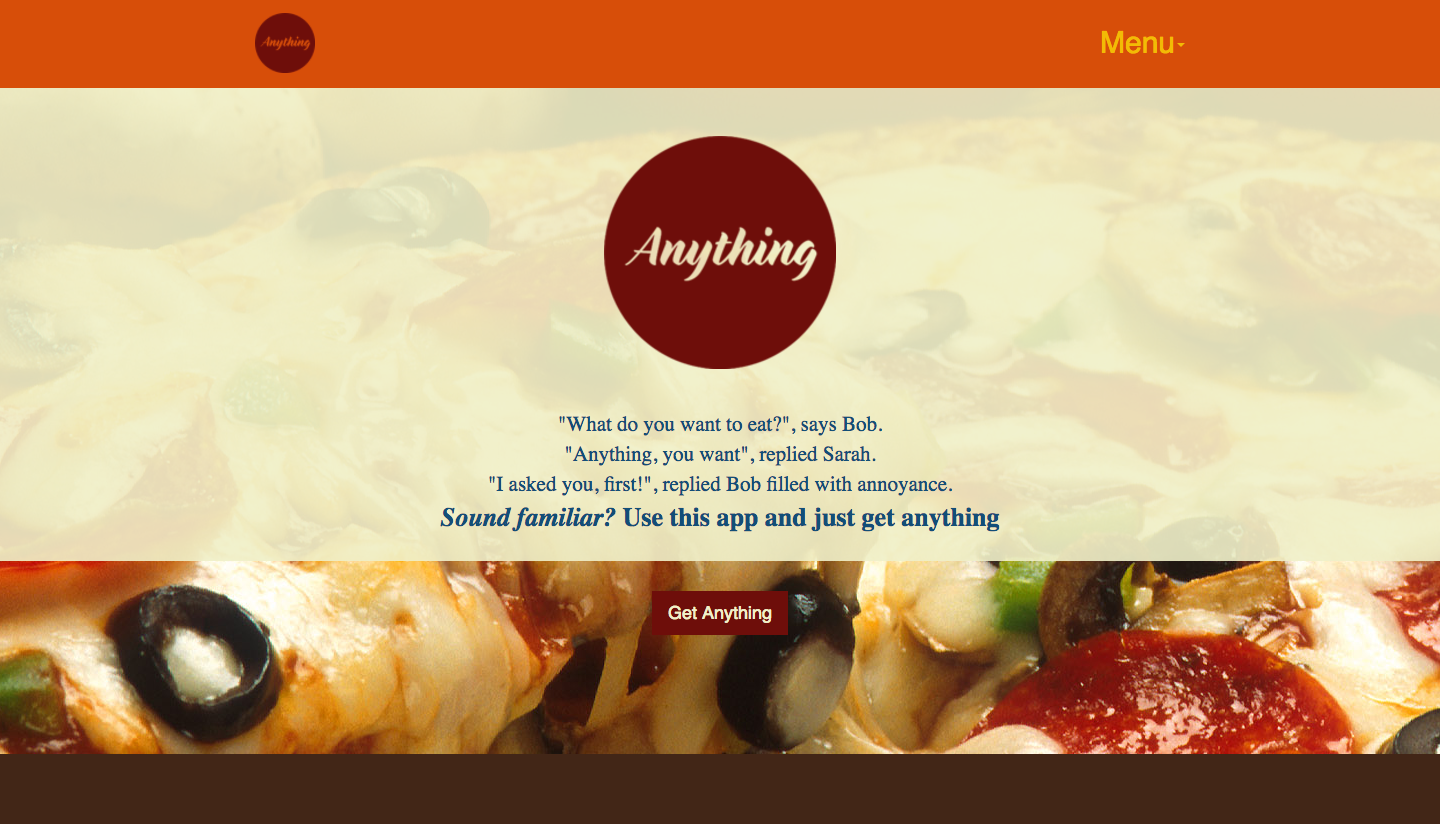 Anything
Menu
Anything
"What do you want to eat?", says Bob.
"Anything, you want", replied Sarah.
"I asked you, first!", replied Bob filled with annoyance.
Sound familiar? Use this app and just get anything
Get Anything